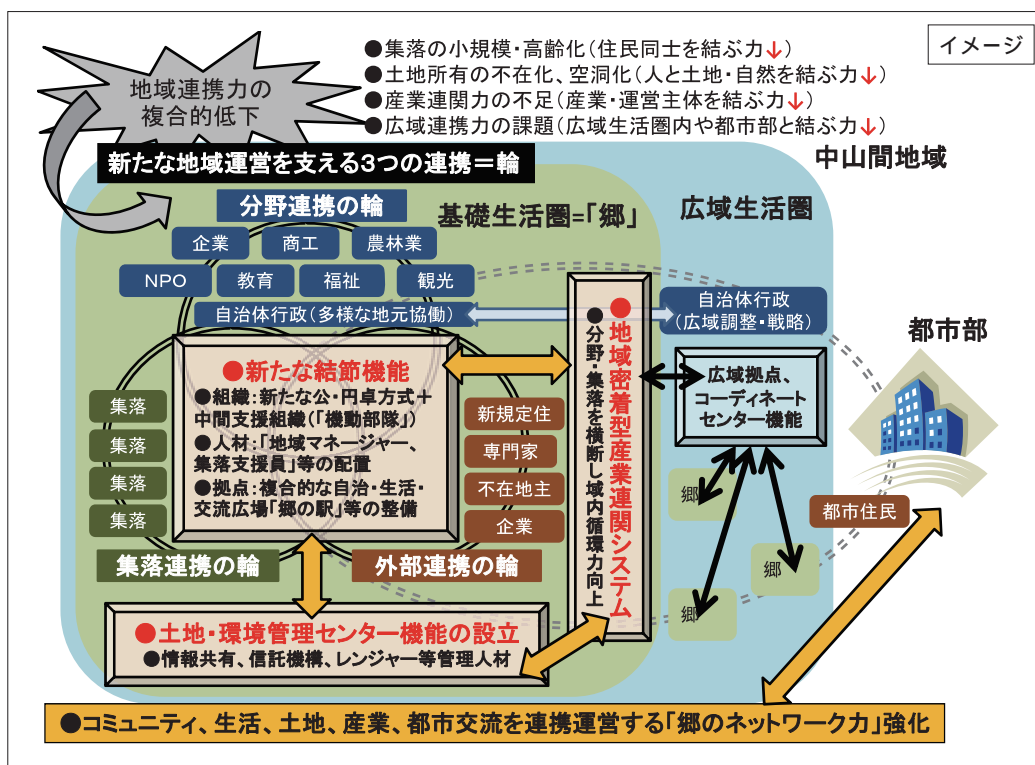 イメージ
●集落の小規模・高齢化（住民同士を結ぶ力↓）
●土地所有の不在化、空洞化（人と土地・自然を結ぶ力↓）
●産業連関力の不足（産業・運営主体を結ぶ力↓）
●広域連携力の課題（広域生活圏内や都市部と結ぶ力↓）
地域連携力の
複合的低下
中山間地域
新たな地域運営を支える3つの連携＝輪
分野連携の輪
基礎生活圏=「郷」
広域生活圏
企業
商工
農林業
NPO
教育
福祉
観光
自治体行政（多様な地元協働）
自治体行政
（広域調整・戦略）
都市部
●新たな結節機能
●組織：新たな公・円卓方式＋
中間支援組織（「機動部隊」）
●人材：「地域マネージャー、
集落支援員」等の配置
●拠点：複合的な自治・生活・
交流広場「郷の駅」等の整備
集落
集落
集落
集落
新規定住
専門家
不在地主
企業
●地域密着型産業連関システム
●分野・集落を横断し域内循環力向上
広域拠点、
コーディネート
センター機能
郷
郷
郷
都市住民
集落連携の輪
外部連携の輪
●土地・環境管理センター機能の設立
●情報共有、信託機構、レンジャー等管理人材
●コミュニティ、生活、土地、産業、都市交流を連携運営する「郷のネットワーク力」強化